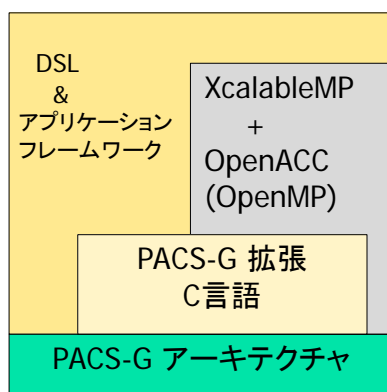 DSL
&
アプリケーション
フレームワーク
XcalableMP
+
OpenACC
(OpenMP)
PACS-G 拡張
C言語
PACS-G アーキテクチャ